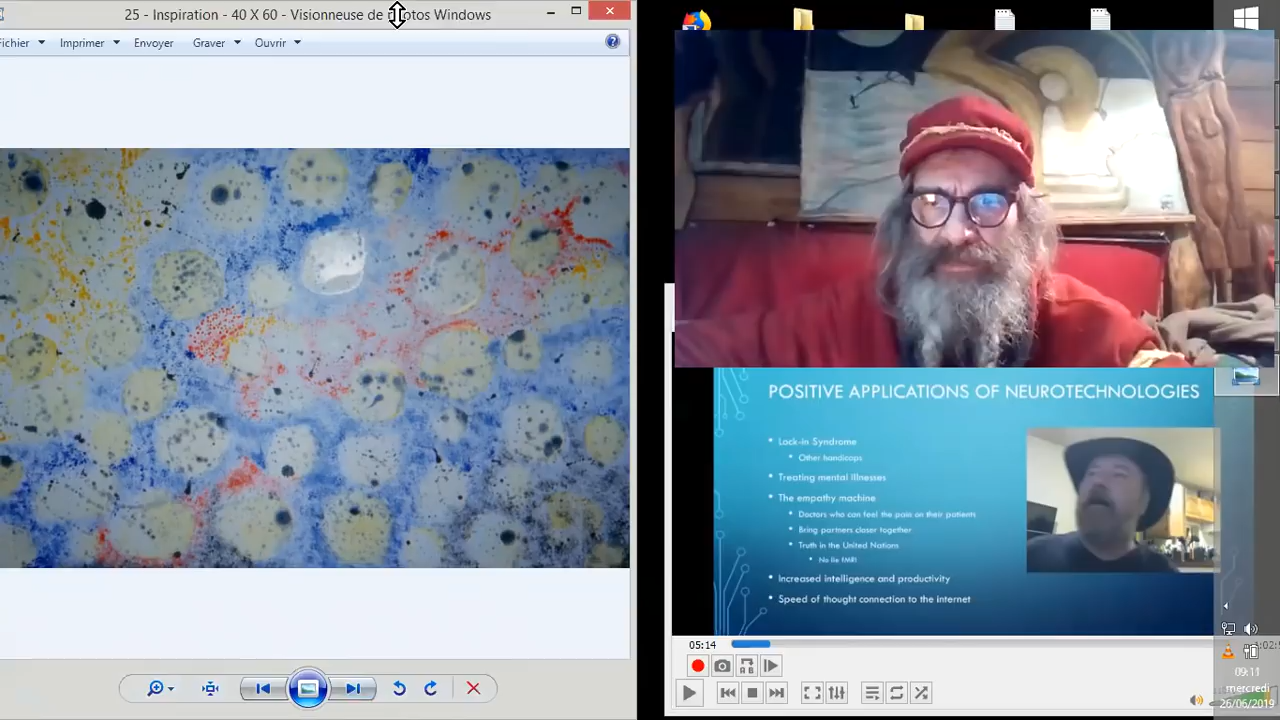 25 - Inspiration - 40 X 60 - Visionneuse de photos Windows
Fichier
Imprimer
Envoyer
Graver
Ouvrir
POSITIVE APPLICATIONS OF NEUROTECHNOLOGIES
Lock-in Syndrome
Other handicaps
Treating mental Illnesses
The empathy machine
Doctors who can feel the pain on their patients
Bring partners closer together
Truth in the United Nations
No lie fMRI
Increased intelligence and productivity
Speed of thought connection to the internet
05:14
A B
09:11
mercredi
26/06/2019